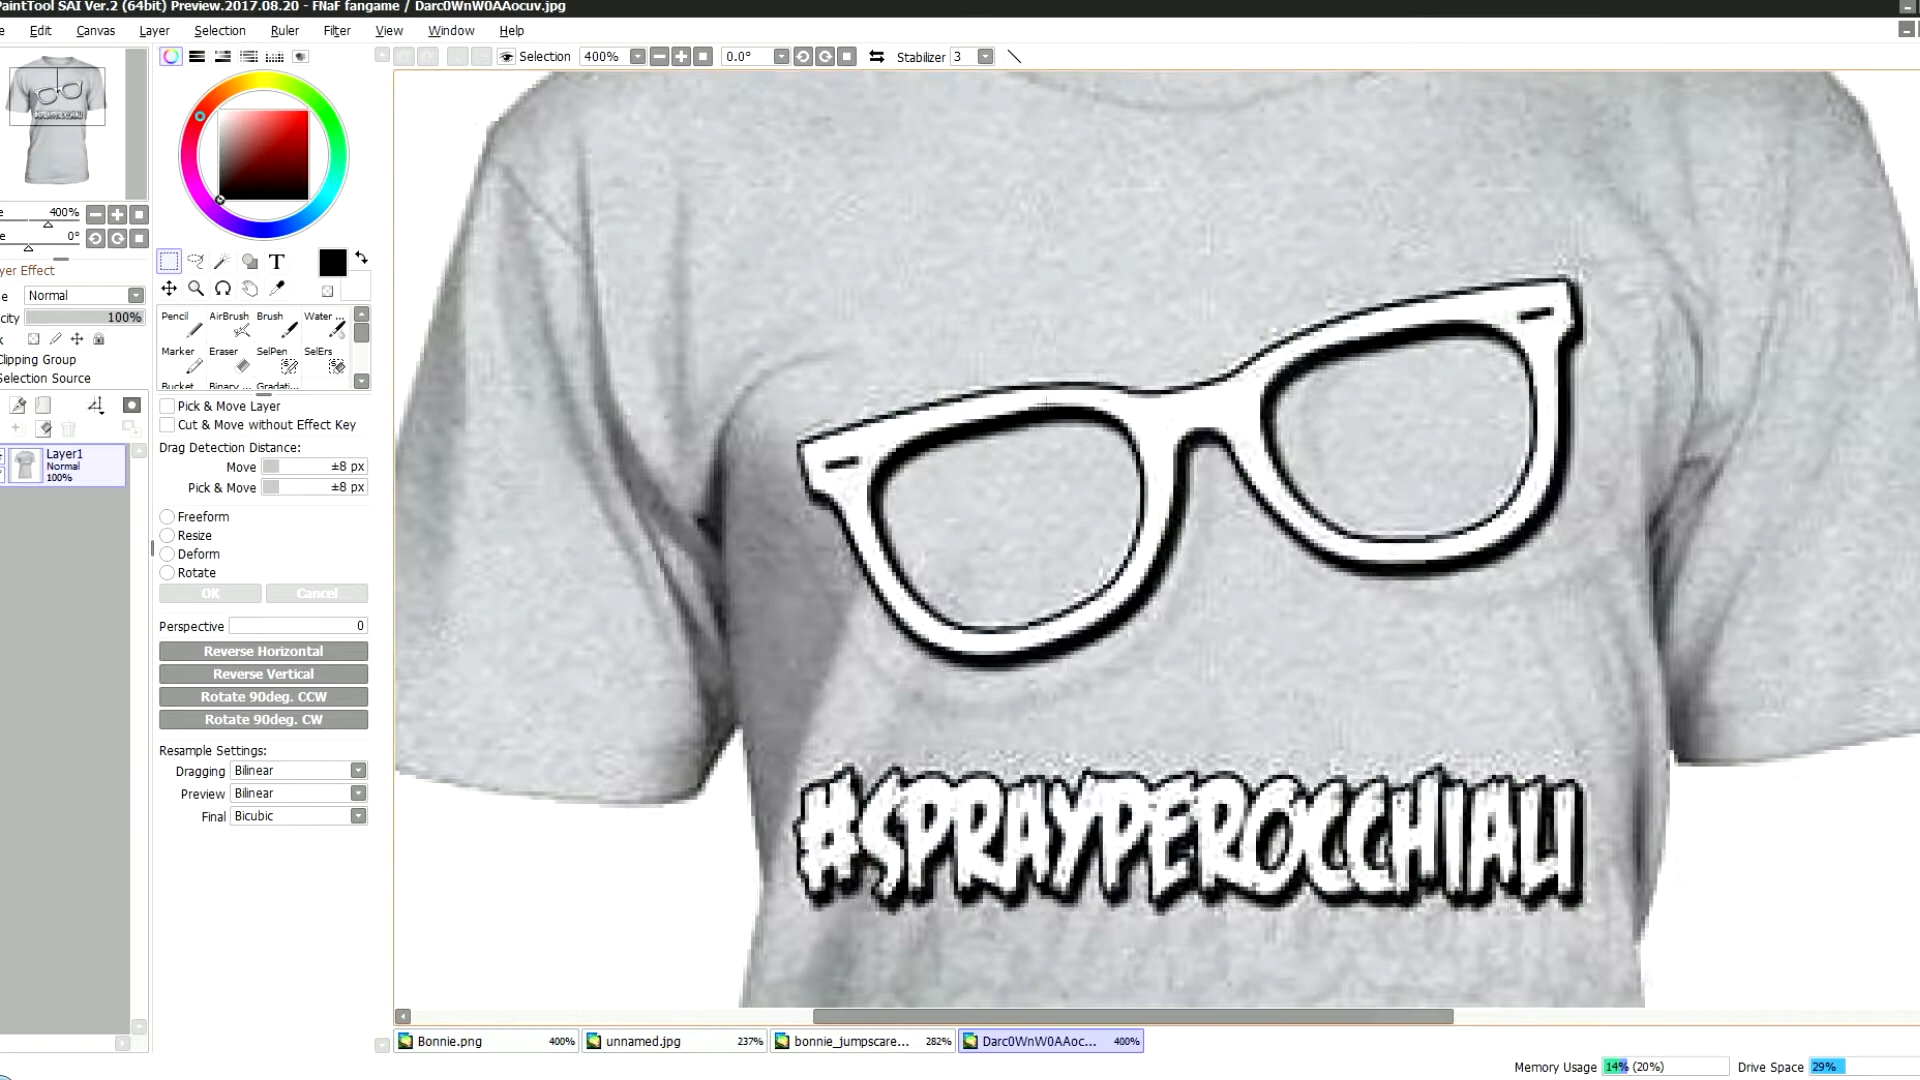 PaintTool SAI Ver.2 (64bit) Preview.2017.08.20 - FNaF fangame / Darc0WnW0AAocuv.jpg
Edit Canvas Layer Selection Ruler Filter View Window Help
Selection 400% 0.0° Stabilizer 3
400%
0°
Normal
100%
Clipping Group
Selection Source
Layer1
Normal
100%
T
Pencil AirBrush Brush Water ...
Marker Eraser SelPen SelErs
Bucket Binary ... Gradati...
Pick & Move Layer
Cut & Move without Effect Key
Drag Detection Distance:
Move ±8 px
Pick & Move ±8 px
Freeform
Resize
Deform
Rotate
OK Cancel
Perspective 0
Reverse Horizontal
Reverse Vertical
Rotate 90deg. CCW
Rotate 90deg. CW
Resample Settings:
Dragging Bilinear
Preview Bilinear
Final Bicubic
#SPRAYPEROCCHIALI
Bonnie.png 400% unnamed.jpg 237% bonnie_jumpscare... 282% Darc0WnW0AAoc... 400%
Memory Usage 14% (20%) Drive Space 29%